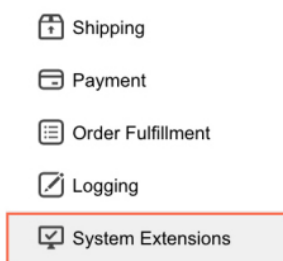 Shipping
Payment
Order Fulfillment
Logging
System Extensions